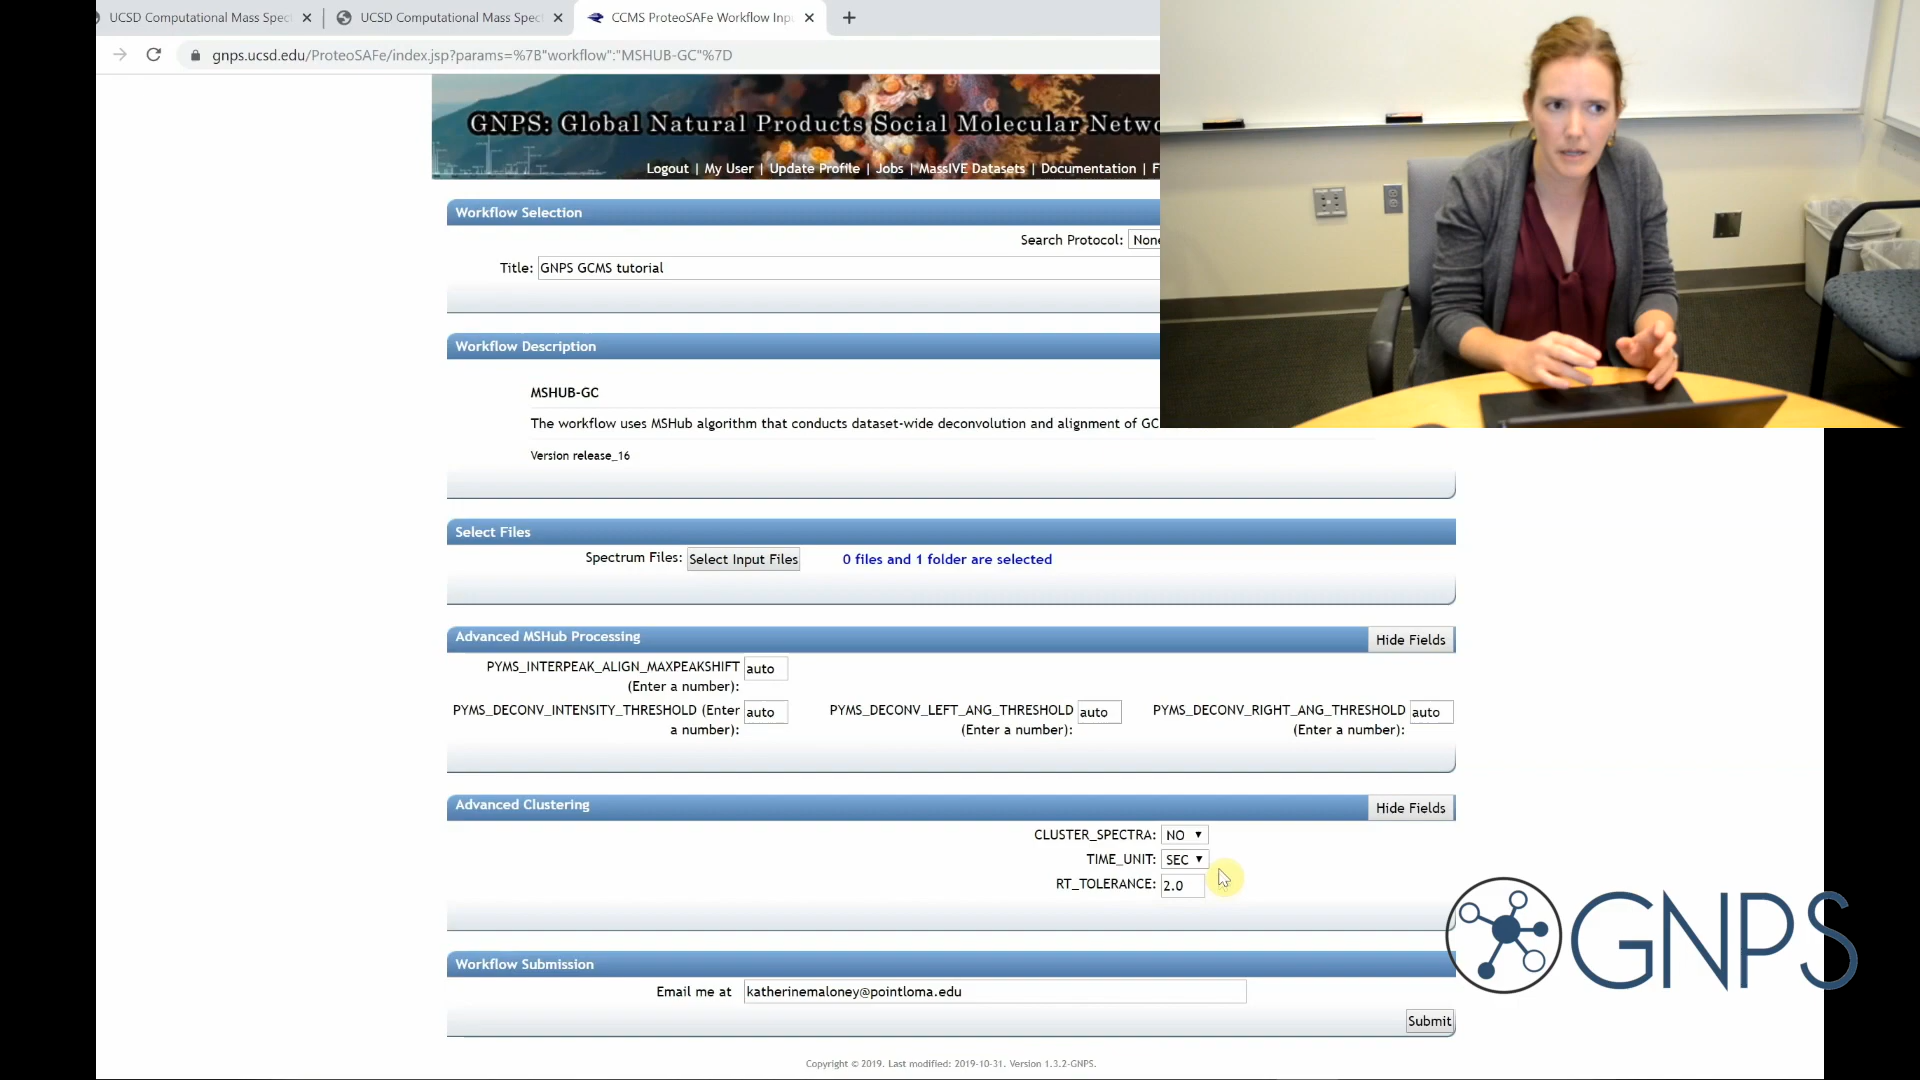 UCSD Computational Mass Spect
UCSD Computational Mass Spect
CCMS ProteoSAFe Workflow Inpu
gnps.ucsd.edu/ProteoSAFe/index.jsp?params=%7B"workflow":"MSHUB-GC"%7D
GNPS: Global Natural Products Social Molecular Netwo
Logout | My User | Update Profile | Jobs | MassIVE Datasets | Documentation | F
Workflow Selection
Search Protocol: None
Title: GNPS GCMS tutorial
Workflow Description
MSHUB-GC
The workflow uses MSHub algorithm that conducts dataset-wide deconvolution and alignment of GC
Version release_16
Select Files
Spectrum Files: Select Input Files 0 files and 1 folder are selected
Advanced MSHub Processing Hide Fields
PYMS_INTERPEAK_ALIGN_MAXPEAKSHIFT auto
(Enter a number):
PYMS_DECONV_INTENSITY_THRESHOLD (Enter auto PYMS_DECONV_LEFT_ANG_THRESHOLD auto PYMS_DECONV_RIGHT_ANG_THRESHOLD auto
a number): (Enter a number): (Enter a number):
Advanced Clustering Hide Fields
CLUSTER_SPECTRA: NO
TIME_UNIT: SEC
RT_TOLERANCE: 2.0
GNPS
Workflow Submission
Email me at katherinemaloney@pointloma.edu
Submit
Copyright © 2019. Last modified: 2019-10-31. Version 1.3.2-GNPS.